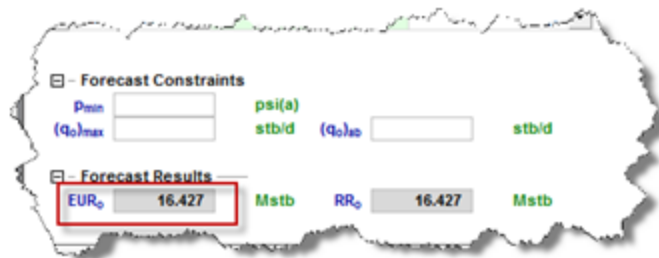 Forecast Constraints
pmin psi(a)
(qo)max stb/d (qo)ab stb/d
Forecast Results
EURo 16.427 Mstb RRo 16.427 Mstb